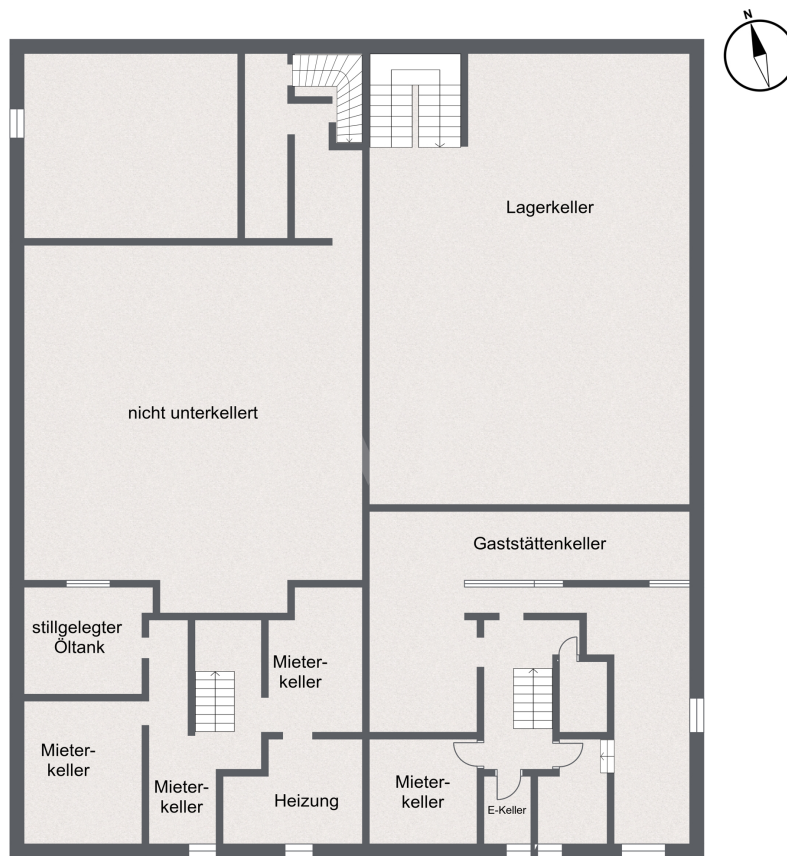 N
Lagerkeller
nicht unterkellert
Gaststättenkeller
stillgelegter
Öltank
Mieter-
keller
Mieter-
keller
Mieter-
keller
Heizung
Mieter-
keller
E-Keller